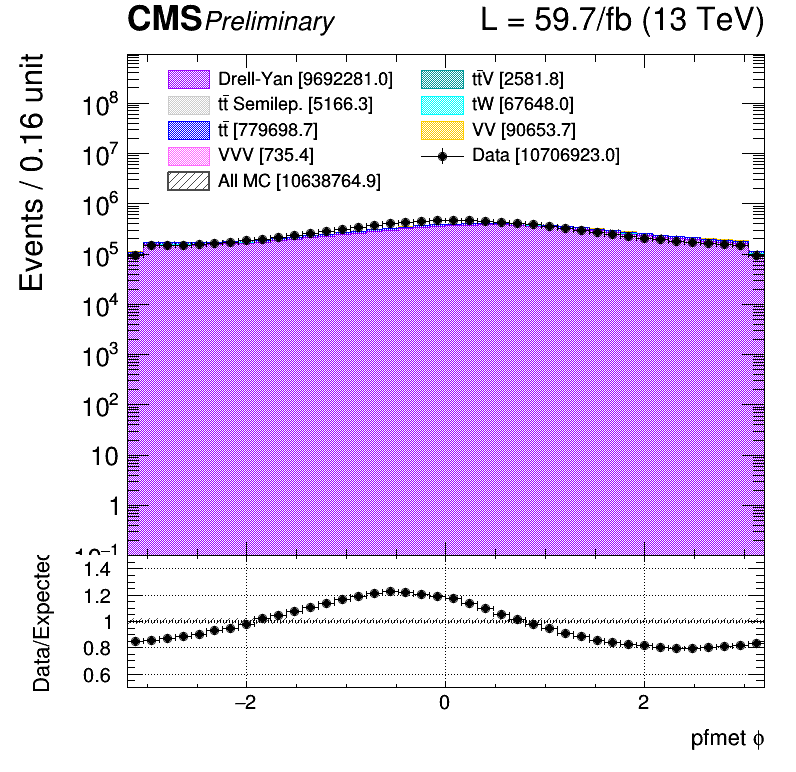 CMS Preliminary L = 59.7/fb (13 TeV)
Events / 0.16 unit
Drell-Yan [9692281.0]
tt̄V [2581.8]
tt̄ Semilep. [5166.3]
tW [67648.0]
tt̄ [779698.7]
VV [90653.7]
VVV [735.4]
Data [10706923.0]
All MC [10638764.9]
10⁸
10⁷
10⁶
10⁵
10⁴
10³
10²
10
1
10⁻¹
Data/Expected
1.4
1.2
1
0.8
0.6
−2 0 2
pfmet ϕ